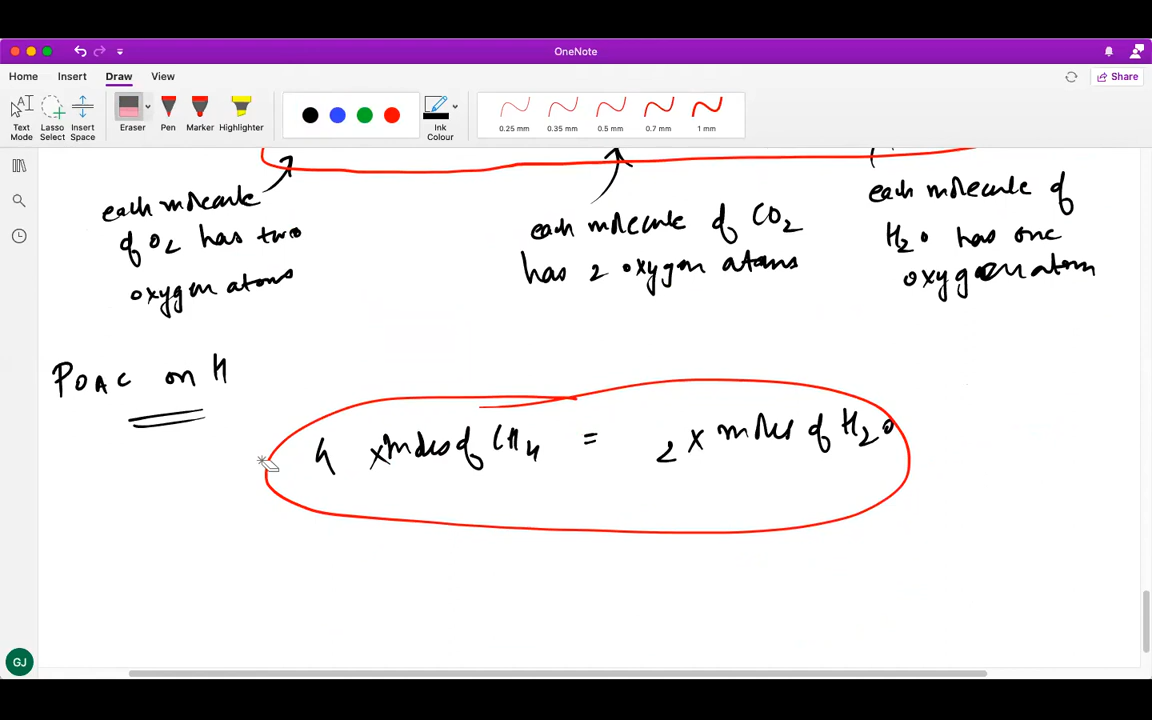 OneNote
Home Insert Draw View
Share
Text Mode
Lasso Select
Insert Space
Eraser
Pen
Marker
Highlighter
Ink Colour
0.25 mm 0.35 mm 0.5 mm 0.7 mm 1 mm
each molecule
of O2 has two
oxygen atoms
each molecule of CO2
has 2 oxygen atoms
each molecule of
H2O has one
oxygen atom
POAC on H
4 x moles of CH4 = 2 x moles of H2O
GJ